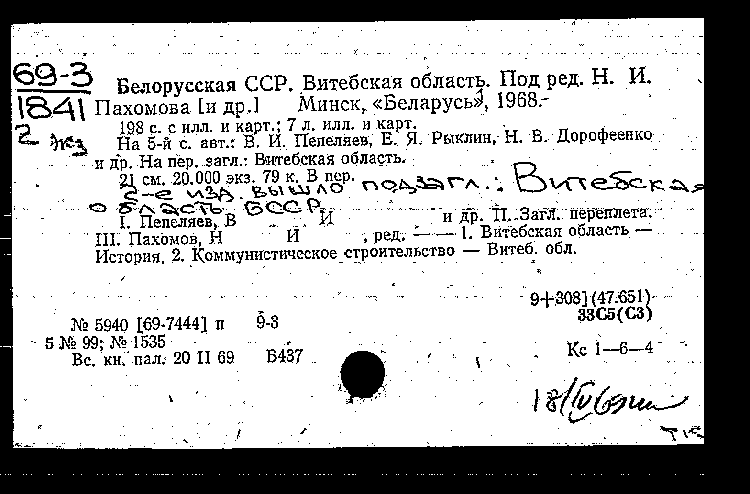 69-3
1841
2 экз
Белорусская ССР. Витебская область. Под ред. Н. И.
Пахомова [и др.] Минск, «Беларусь», 1968.-
198 с. с илл. и карт.; 7 л. илл. и карт.
На 5-й с. авт.: В. И. Пепеляев, Е. Я. Рыклин, Н. В. Дорофеенко
и др. На пер. загл.: Витебская область.
21 см. 20.000 экз. 79 к. В пер.
2-е изд. вышло под загл.: Витебская
область БССР.
I. Пепеляев, В И и др. II. Загл. переплета.
III. Пахомов, Н И , ред. — — 1. Витебская область —
История. 2. Коммунистическое строительство — Витеб. обл.
9+308](47.651)
33С5(С3)
№ 5940 [69-7444] п 9-3
5 № 99; № 1535
Вс. кн. пал. 20 II 69 Б437
Кс 1—6—4